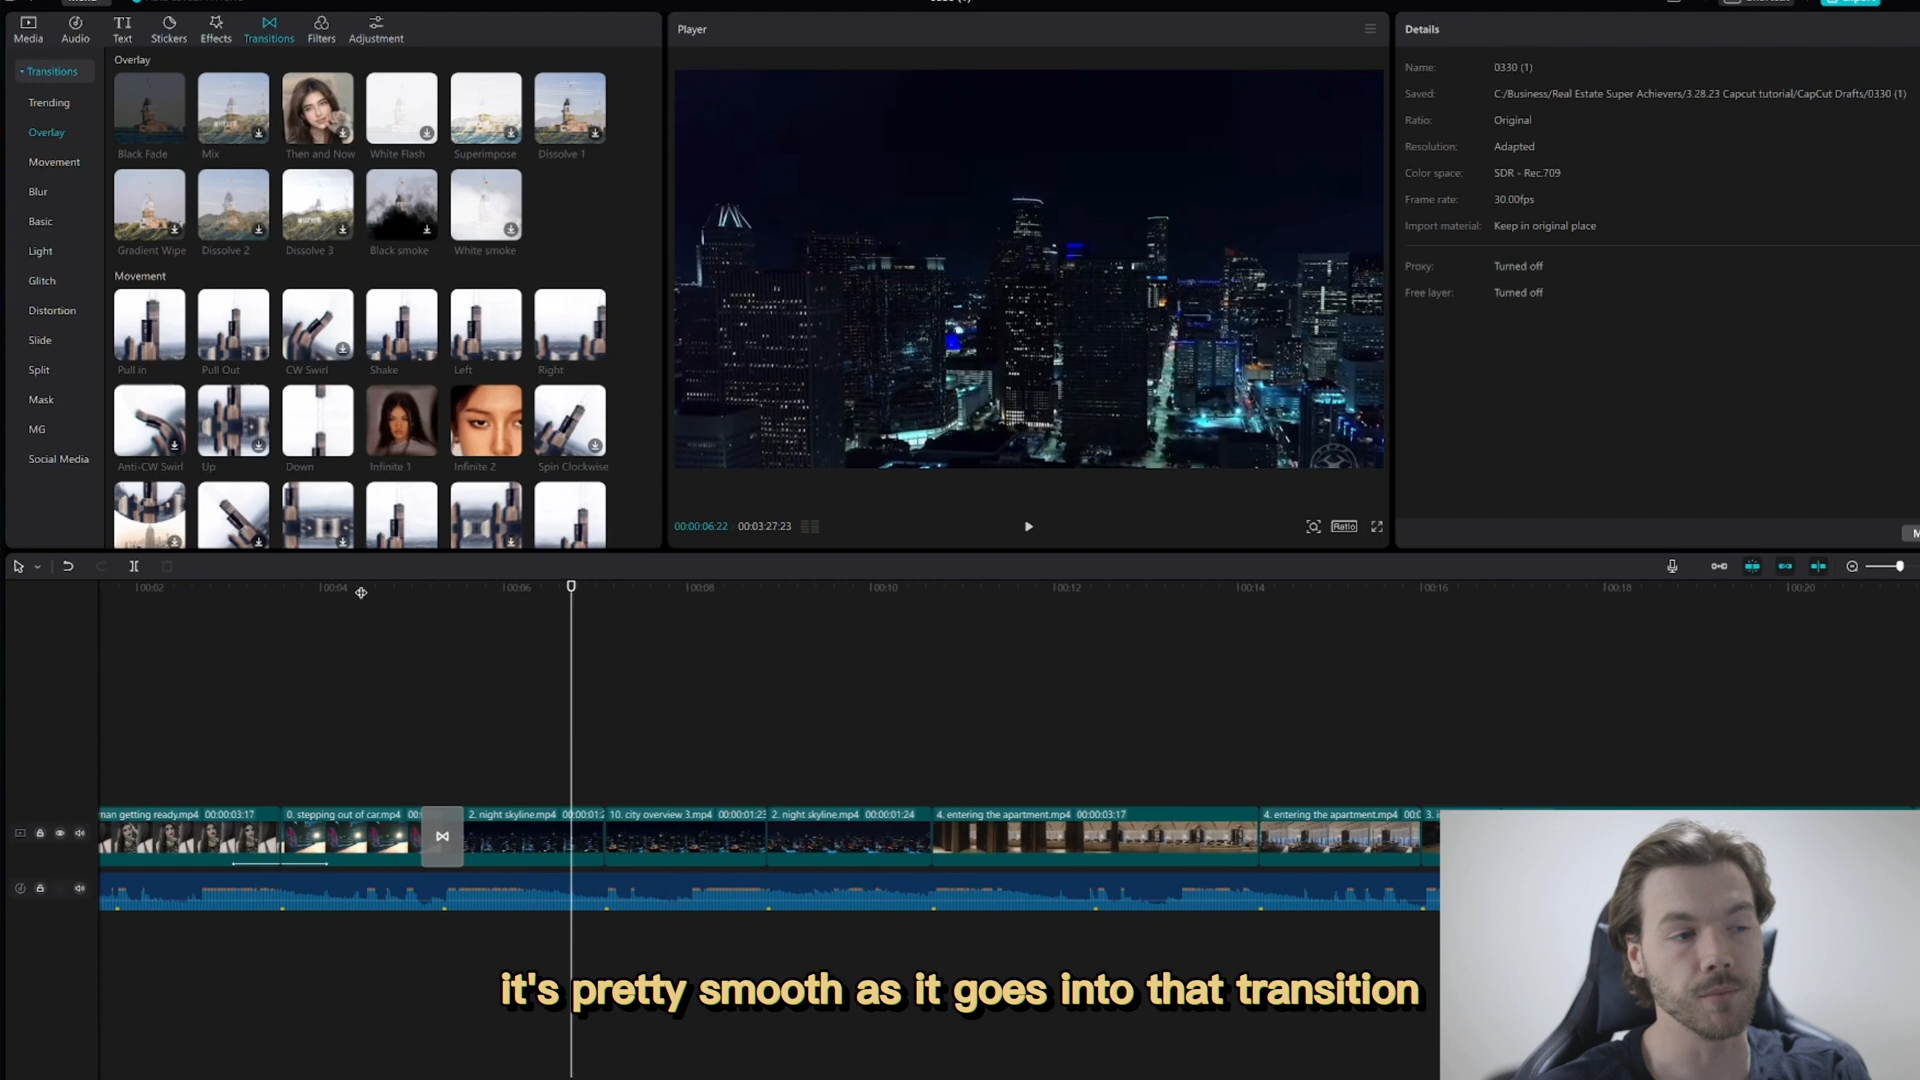 0330 (1)
Media
Audio
TI
Text
Stickers
Effects
Transitions
Filters
Adjustment
Player
Details
Transitions
Trending
Overlay
Movement
Blur
Basic
Light
Glitch
Distortion
Slide
Split
Mask
MG
Social Media
Overlay
Black Fade
Mix
Then and Now
White Flash
Superimpose
Dissolve 1
Gradient Wipe
Dissolve 2
Dissolve 3
Black smoke
White smoke
Movement
Pull in
Pull Out
CW Swirl
Shake
Left
Right
Anti-CW Swirl
Up
Down
Infinite 1
Infinite 2
Spin Clockwise
00:00:06:22
00:03:27:23
Ratio
Name: 0330 (1)
Saved: C:/Business/Real Estate Super Achievers/3.28.23 Capcut tutorial/CapCut Drafts/0330 (1)
Ratio: Original
Resolution: Adapted
Color space: SDR - Rec.709
Frame rate: 30.00fps
Import material: Keep in original place
Proxy: Turned off
Free layer: Turned off
00:02
00:04
00:06
00:08
00:10
00:12
00:14
00:16
00:18
00:20
man getting ready.mp4 00:00:03:17
0. stepping out of car.mp4
2. night skyline.mp4
10. city overview 3.mp4 00:00:01:23
2. night skyline.mp4 00:00:01:24
4. entering the apartment.mp4 00:00:03:17
4. entering the apartment.mp4
it's pretty smooth as it goes into that transition